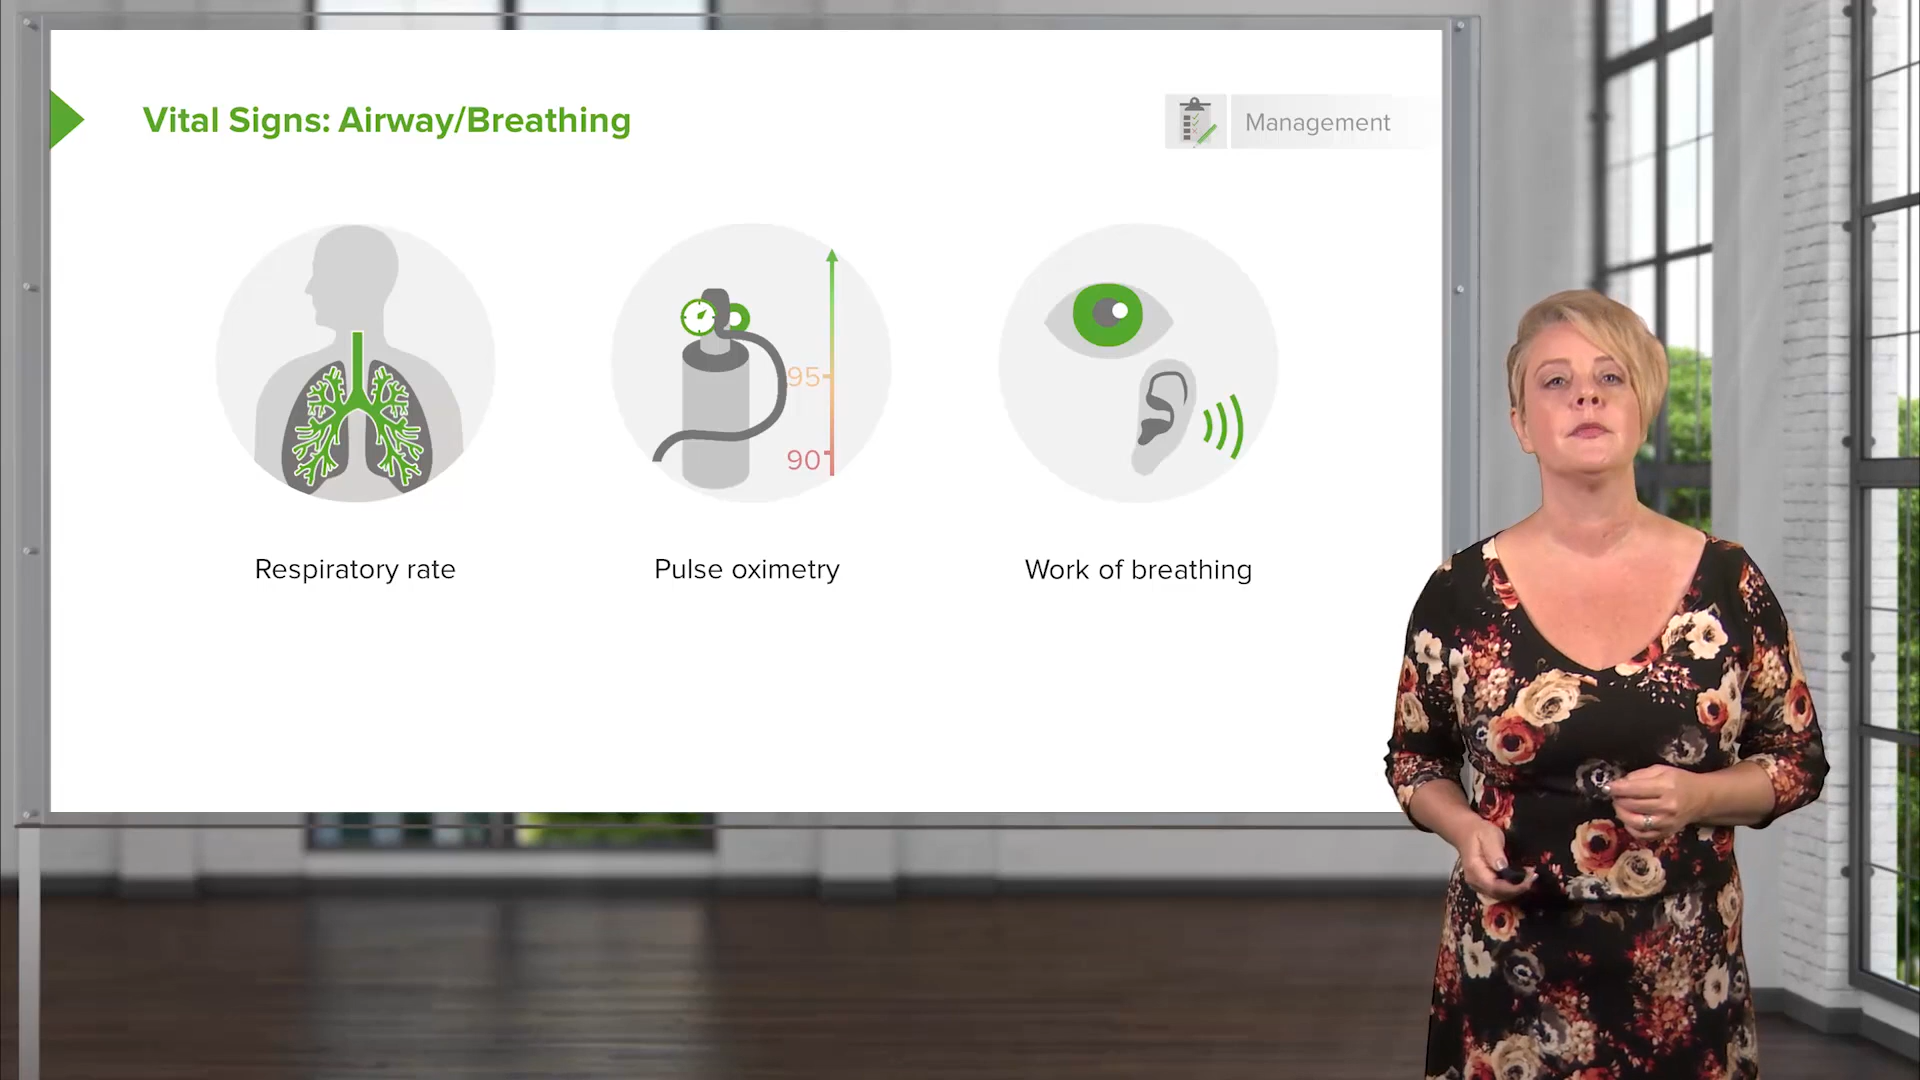 Vital Signs: Airway/Breathing
Management
95
90
Respiratory rate
Pulse oximetry
Work of breathing